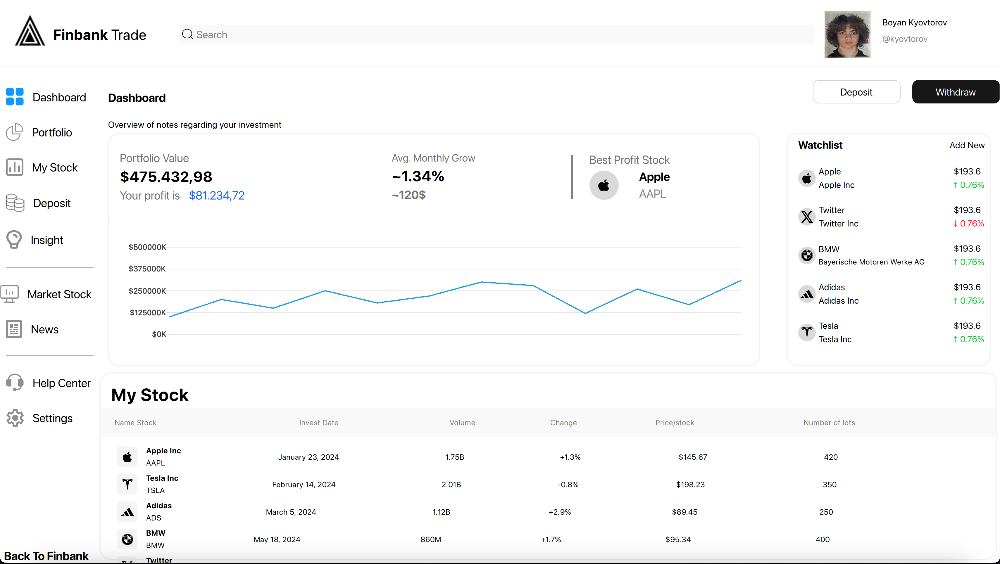 Finbank Trade
Search
Boyan Kyovtorov
@kyovtorov
Dashboard
Portfolio
My Stock
Deposit
Insight
Market Stock
News
Help Center
Settings
Back To Finbank
Dashboard
Deposit
Withdraw
Overview of notes regarding your investment
Portfolio Value
$475.432,98
Your profit is $81.234,72
Avg. Monthly Grow
~1.34%
~120$
Best Profit Stock
Apple
AAPL
$500000K
$375000K
$250000K
$125000K
$0K
Watchlist Add New
Apple $193.6
Apple Inc ↑ 0.76%
Twitter $193.6
Twitter Inc ↓ 0.76%
BMW $193.6
Bayerische Motoren Werke AG ↑ 0.76%
Adidas $193.6
Adidas Inc ↑ 0.76%
Tesla $193.6
Tesla Inc ↑ 0.76%
My Stock
Name Stock Invest Date Volume Change Price/stock Number of lots
Apple Inc
AAPL
January 23, 2024 1.75B +1.3% $145.67 420
Tesla Inc
TSLA
February 14, 2024 2.01B -0.8% $198.23 350
Adidas
ADS
March 5, 2024 1.12B +2.9% $89.45 250
BMW
BMW
May 18, 2024 860M +1.7% $95.34 400
Twitter